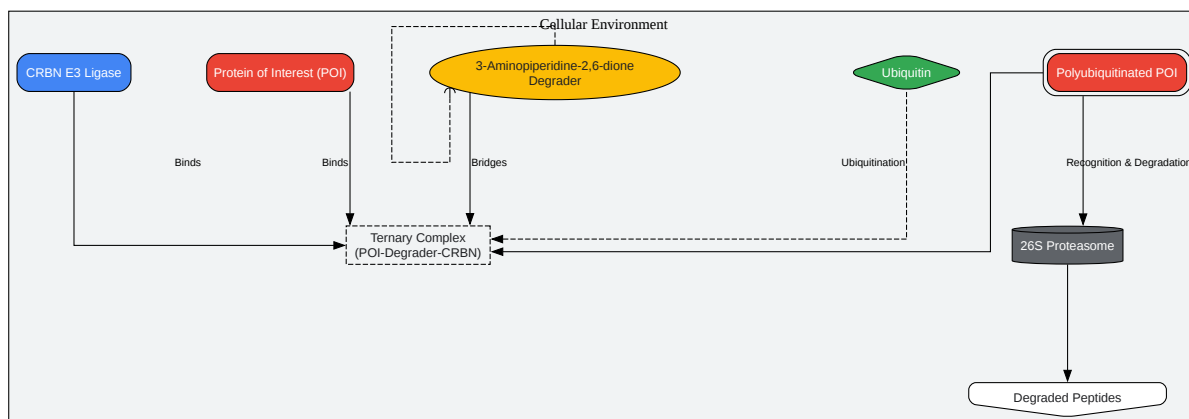 Cellular Environment
CRBN E3 Ligase
Protein of Interest (POI)
3-Aminopiperidine-2,6-dione
Degrader
Ubiquitin
Polyubiquitinated POI
Binds
Binds
Bridges
Ubiquitination
Recognition & Degradation
Ternary Complex
(POI-Degrader-CRBN)
26S Proteasome
Degraded Peptides